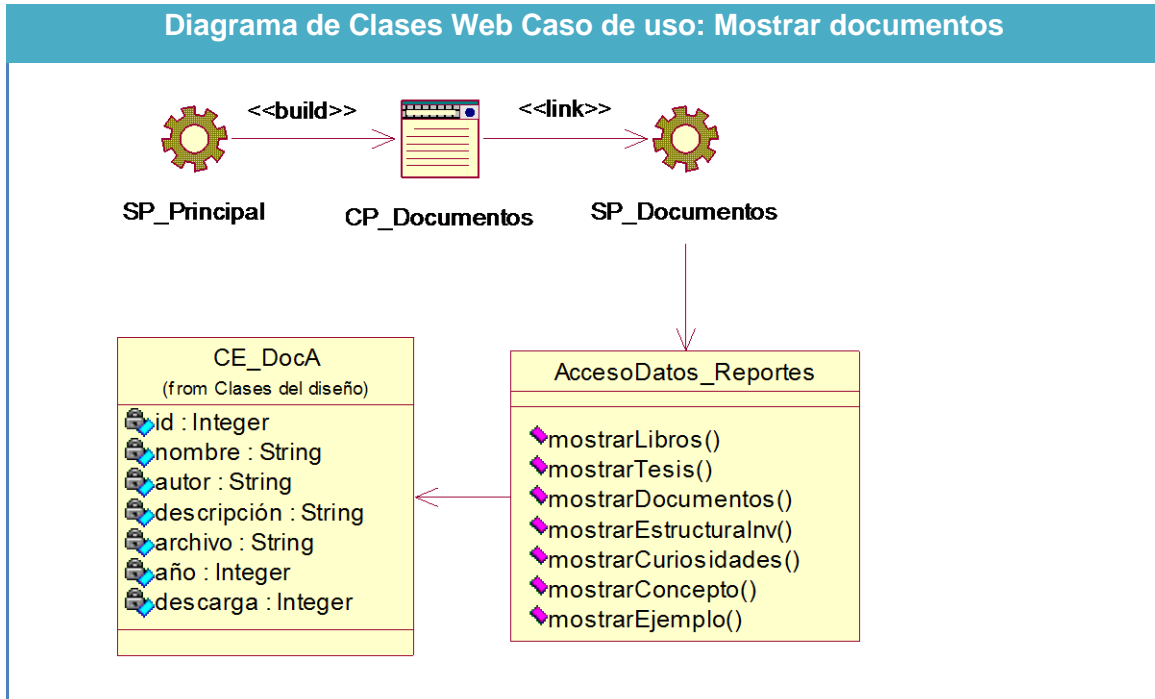 Diagrama de Clases Web Caso de uso: Mostrar documentos
<<build>>
<<link>>
SP_Principal
CP_Documentos
SP_Documentos
CE_DocA
(from Clases del diseño)
id : Integer
nombre : String
autor : String
descripción : String
archivo : String
año : Integer
descarga : Integer
AccesoDatos_Reportes
mostrarLibros()
mostrarTesis()
mostrarDocumentos()
mostrarEstructuraInv()
mostrarCuriosidades()
mostrarConcepto()
mostrarEjemplo()